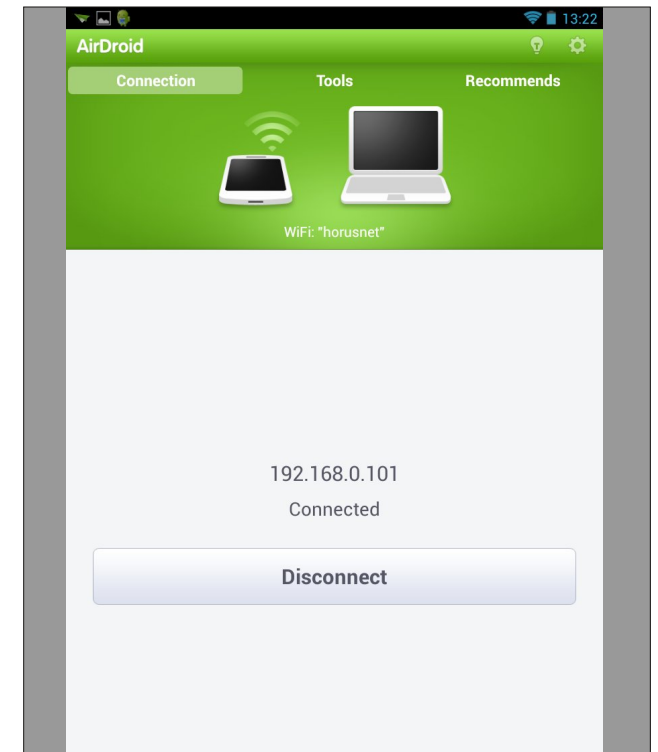 13:22
AirDroid
Connection Tools Recommends
WiFi: "horusnet"
192.168.0.101
Connected
Disconnect